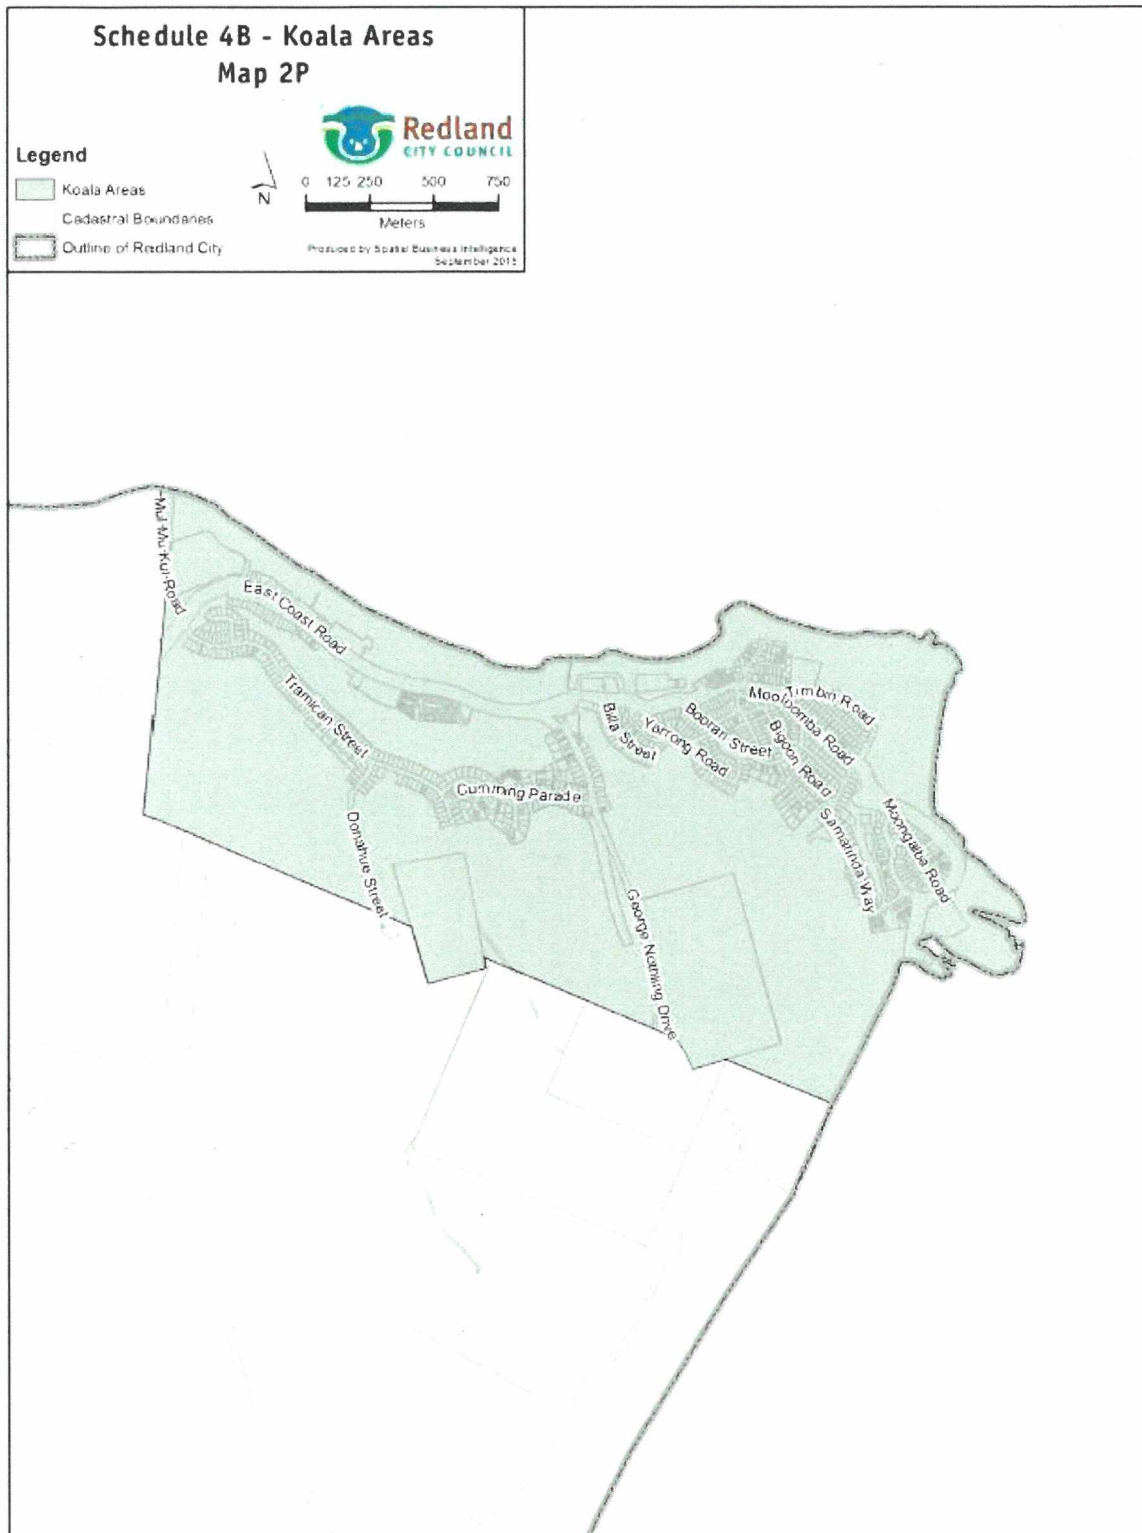 Schedule 4B - Koala Areas
Map 2P
Redland
CITY COUNCIL
Legend
Koala Areas
Cadastral Boundaries
Outline of Redland City
N
0 125 250 500 750
Meters
Produced by Spatial Business Intelligence
September 2015
Mul-Mu-Kul-Road
East Coast Road
Tramican Street
Cumming Parade
Donahue Street
George Nothling Drive
Billa Street
Yarrong Road
Booran Street
Bigoon Road
Mooloomba Road
Timbin Road
Samarinda Way
Moongalba Road